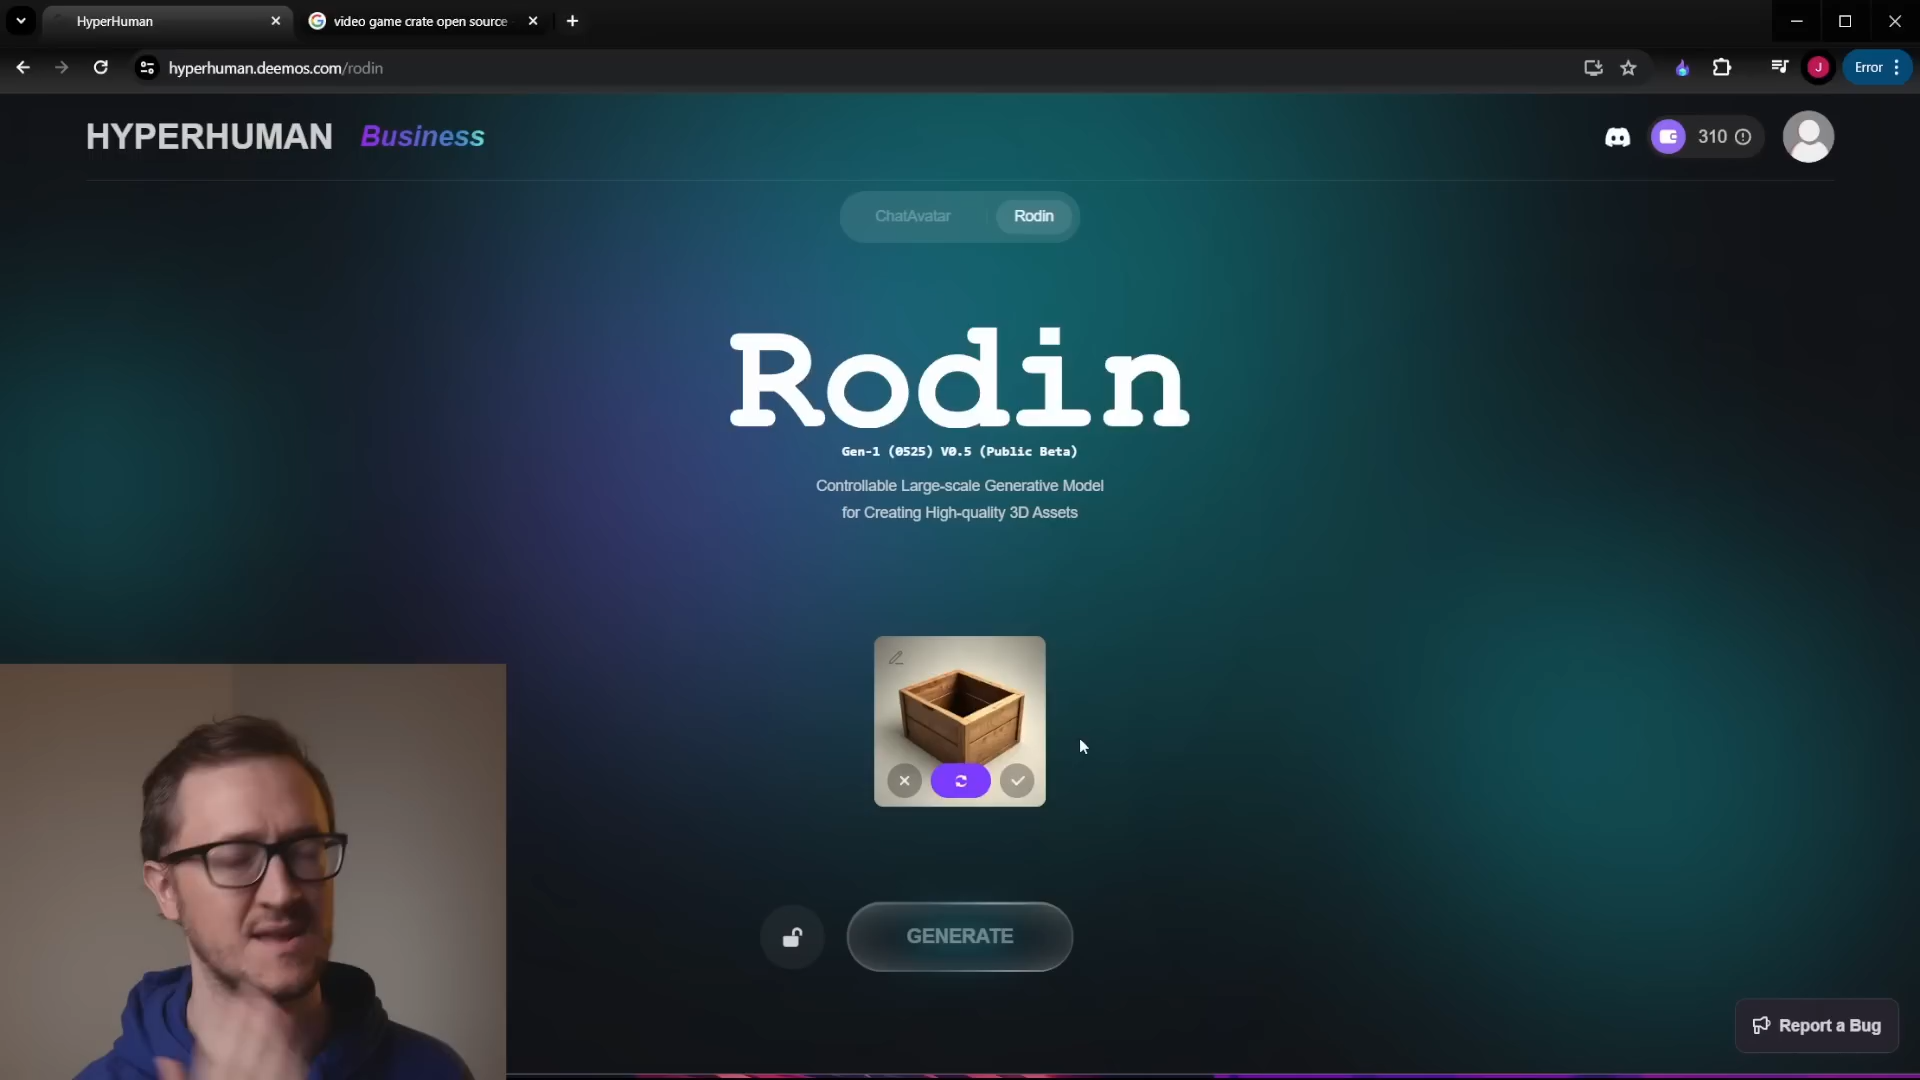 HyperHuman
video game crate open source
hyperhuman.deemos.com/rodin
J
Error
HYPERHUMAN Business
310
ChatAvatar
Rodin
Rodin
Gen-1 (0525) V0.5 (Public Beta)
Controllable Large-scale Generative Model
for Creating High-quality 3D Assets
GENERATE
Report a Bug